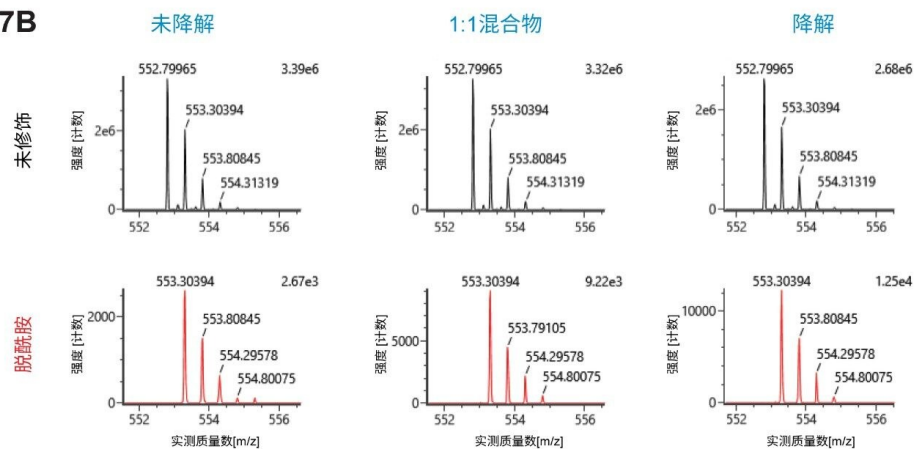 7B
未降解
1:1混合物
降解
未修饰
强度 [计数]
552.79965
3.39e6
553.30394
2e6
553.80845
554.31319
0
552
554
556
强度 [计数]
552.79965
3.32e6
553.30394
2e6
553.80845
554.31319
0
552
554
556
强度 [计数]
552.79965
2.68e6
553.30394
2e6
553.80845
554.31319
0
552
554
556
脱酰胺
强度 [计数]
553.30394
2.67e3
2000
553.80845
554.29578
554.80075
0
552
554
556
实测质量数[m/z]
强度 [计数]
553.30394
9.22e3
553.79105
5000
554.29578
554.80075
0
552
554
556
实测质量数[m/z]
强度 [计数]
553.30394
1.25e4
10000
553.80845
554.29578
554.80075
0
552
554
556
实测质量数[m/z]